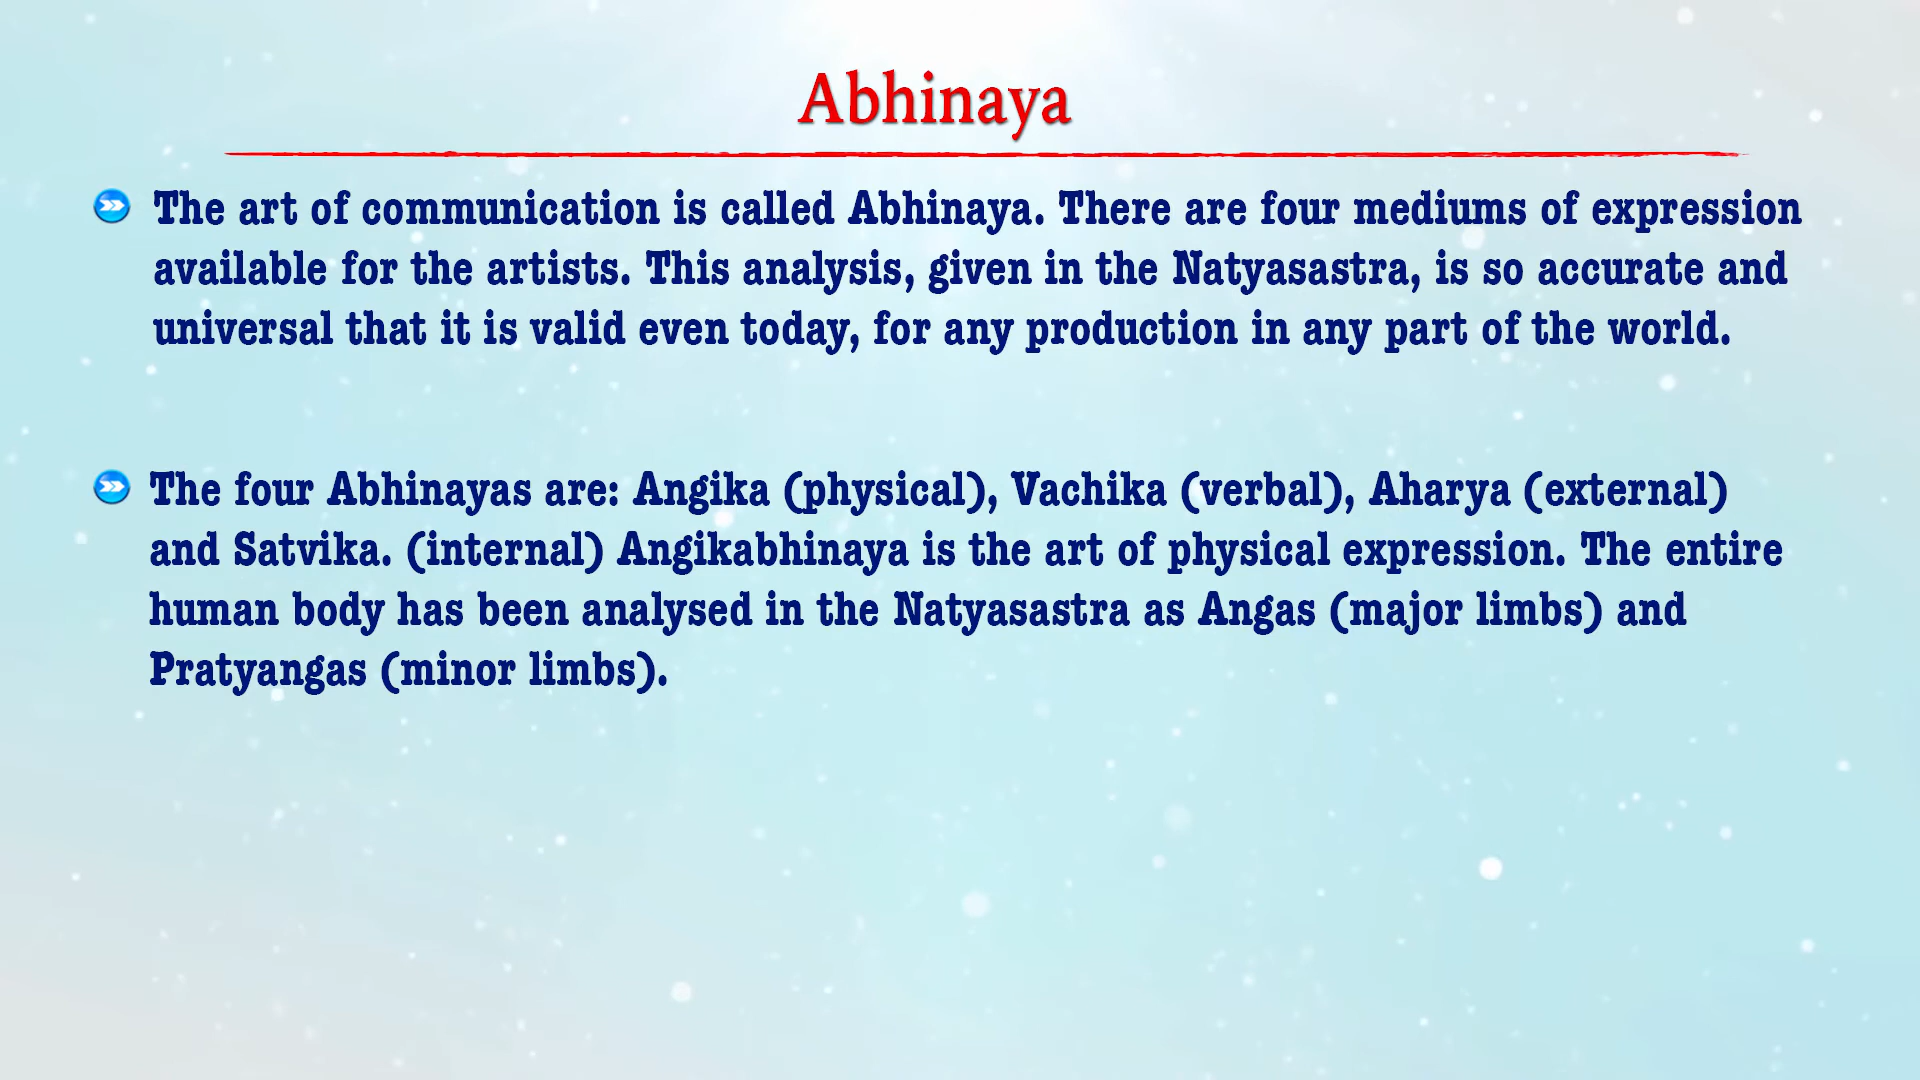 Abhinaya
The art of communication is called Abhinaya. There are four mediums of expression
available for the artists. This analysis, given in the Natyasastra, is so accurate and
universal that it is valid even today, for any production in any part of the world.
The four Abhinayas are: Angika (physical), Vachika (verbal), Aharya (external)
and Satvika. (internal) Angikabhinaya is the art of physical expression. The entire
human body has been analysed in the Natyasastra as Angas (major limbs) and
Pratyangas (minor limbs).